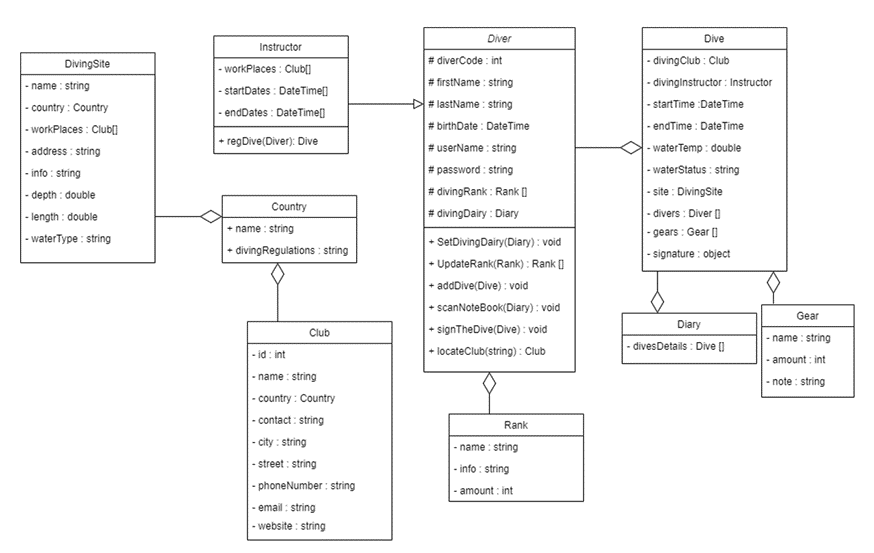 DivingSite
- name : string
- country : Country
- workPlaces : Club[]
- address : string
- info : string
- depth : double
- length : double
- waterType : string
Instructor
- workPlaces : Club[]
- startDates : DateTime[]
- endDates : DateTime[]
+ regDive(Diver): Dive
Country
+ name : string
+ divingRegulations : string
Club
- id : int
- name : string
- country : Country
- contact : string
- city : string
- street : string
- phoneNumber : string
- email : string
- website : string
Diver
# diverCode : int
# firstName : string
# lastName : string
# birthDate : DateTime
# userName : string
# password : string
# divingRank : Rank []
# divingDairy : Diary
+ SetDivingDairy(Diary) : void
+ UpdateRank(Rank) : Rank []
+ addDive(Dive) : void
+ scanNoteBook(Diary) : void
+ signTheDive(Dive) : void
+ locateClub(string) : Club
Rank
- name : string
- info : string
- amount : int
Dive
- divingClub : Club
- divingInstructor : Instructor
- startTime :DateTime
- endTime : DateTime
- waterTemp : double
- waterStatus : string
- site : DivingSite
- divers : Diver []
- gears : Gear []
- signature : object
Diary
- divesDetails : Dive []
Gear
- name : string
- amount : int
- note : string